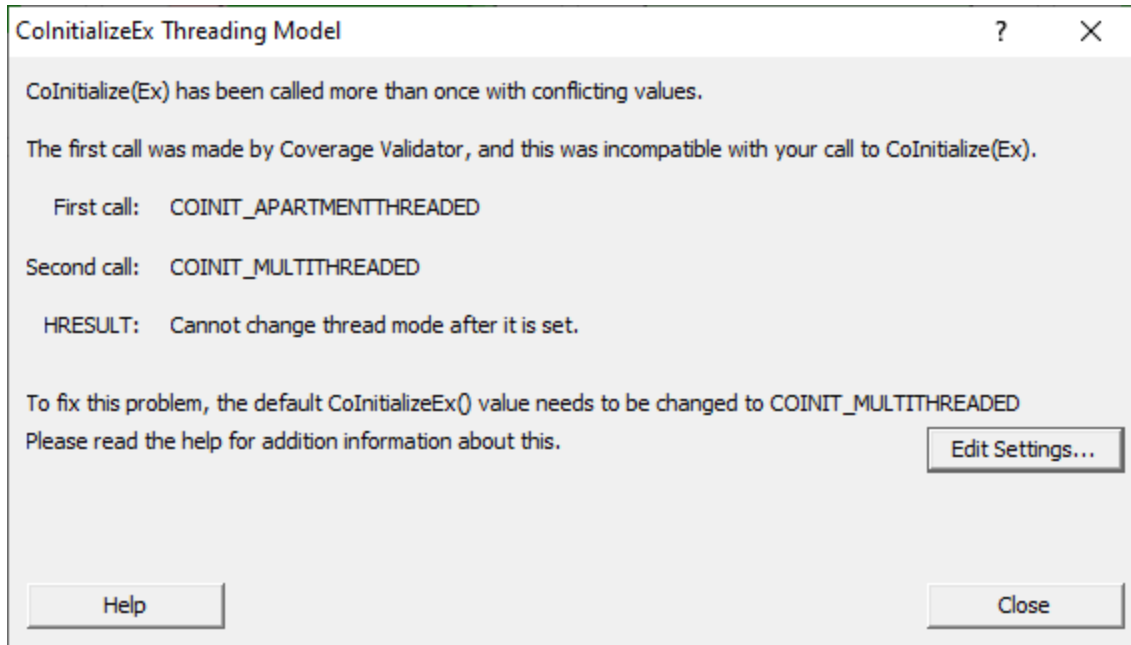 CoInitializeEx Threading Model
?
CoInitialize(Ex) has been called more than once with conflicting values.
The first call was made by Coverage Validator, and this was incompatible with your call to CoInitialize(Ex).
First call: COINIT_APARTMENTTHREADED
Second call: COINIT_MULTITHREADED
HRESULT: Cannot change thread mode after it is set.
To fix this problem, the default CoInitializeEx() value needs to be changed to COINIT_MULTITHREADED
Please read the help for addition information about this.
Edit Settings...
Help
Close